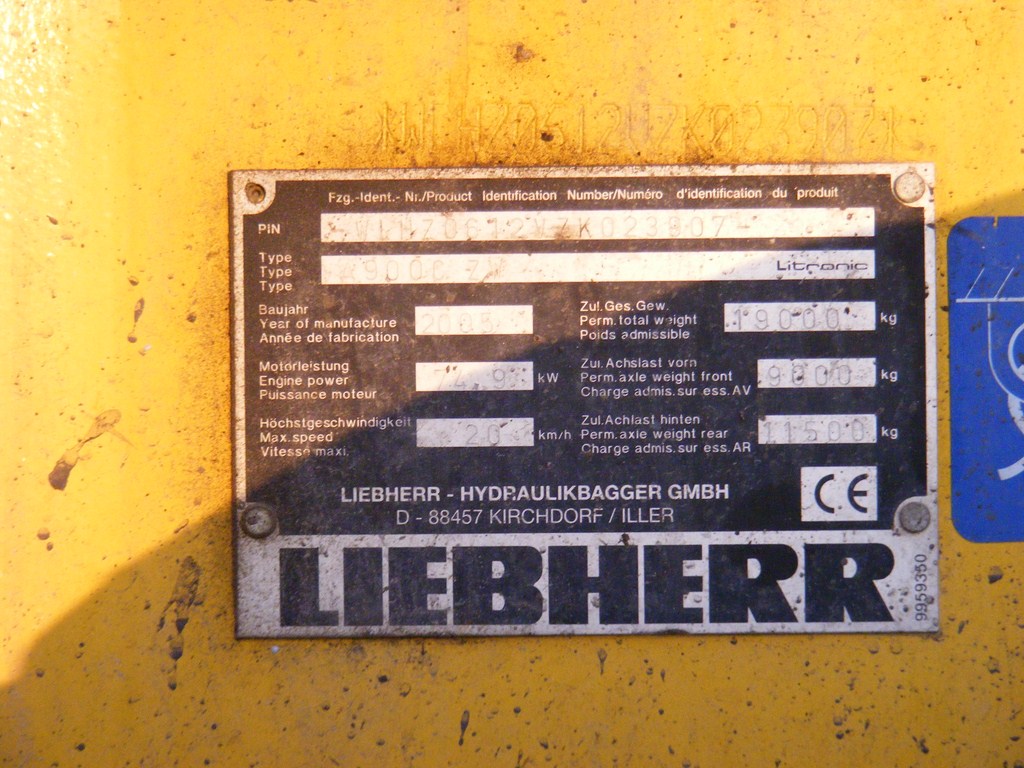 Fzg.-Ident.- Nr./Product Identification Number/Numéro d'identification du produit
PIN
Type
Type Litronic
Type
Baujahr
Year of manufacture 2005
Année de fabrication
Zul.Ges.Gew.
Perm.total weight 19000 kg
Poids admissible
Motorleistung
Engine power kW
Puissance moteur
Zul.Achslast vorn
Perm.axle weight front 9000 kg
Charge admis.sur ess.AV
Höchstgeschwindigkeit
Max.speed 20 km/h
Vitesse maxi.
Zul.Achlast hinten
Perm.axle weight rear 11500 kg
Charge admis.sur ess.AR
LIEBHERR - HYDRAULIKBAGGER GMBH
D - 88457 KIRCHDORF / ILLER
CE
LIEBHERR
9959350